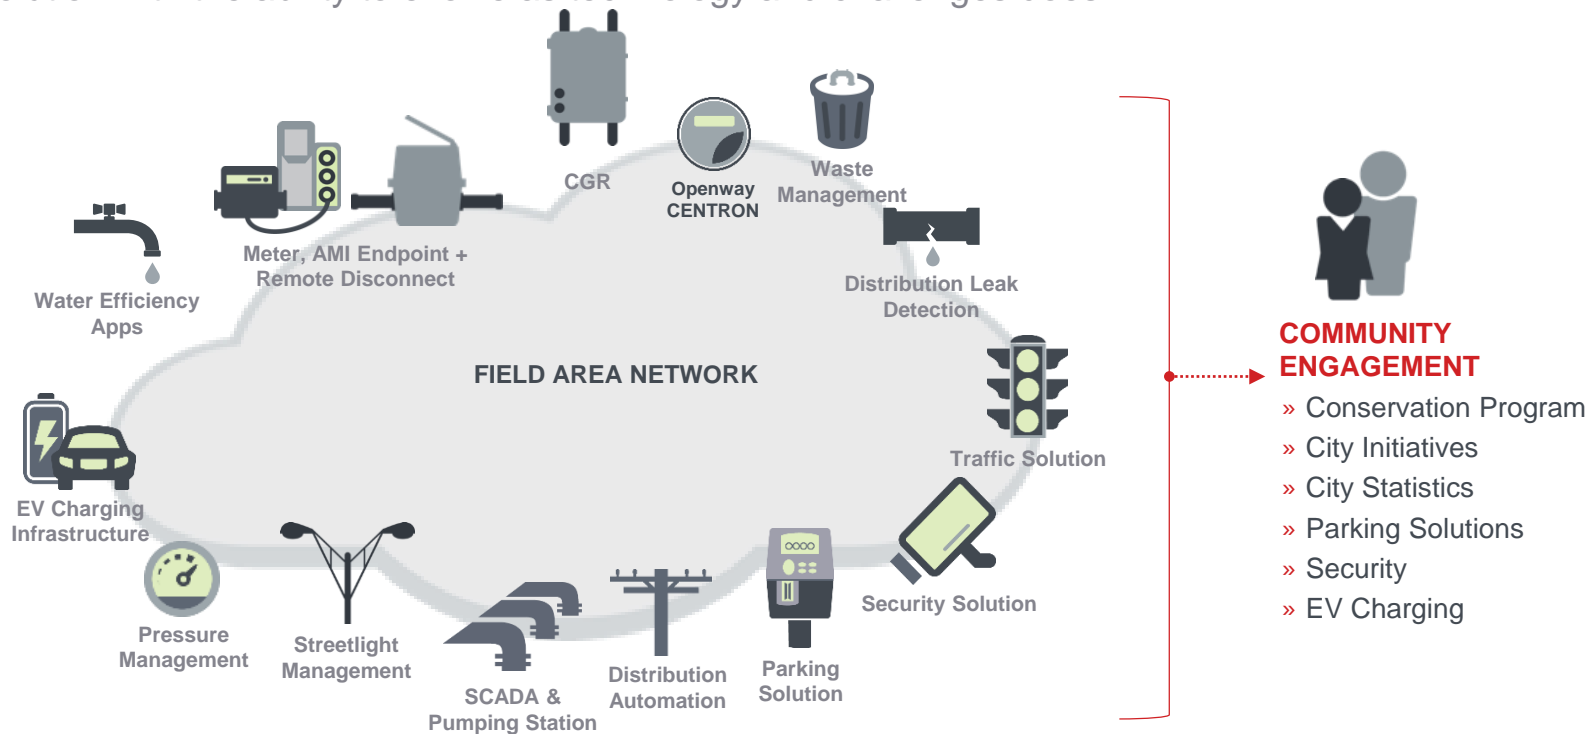 CGR
Openway
CENTRON
Waste
Management
Meter, AMI Endpoint +
Remote Disconnect
Water Efficiency
Apps
Distribution Leak
Detection
FIELD AREA NETWORK
Traffic Solution
EV Charging
Infrastructure
Pressure
Management
Streetlight
Management
SCADA &
Pumping Station
Distribution
Automation
Parking
Solution
Security Solution
COMMUNITY
ENGAGEMENT
» Conservation Program
» City Initiatives
» City Statistics
» Parking Solutions
» Security
» EV Charging